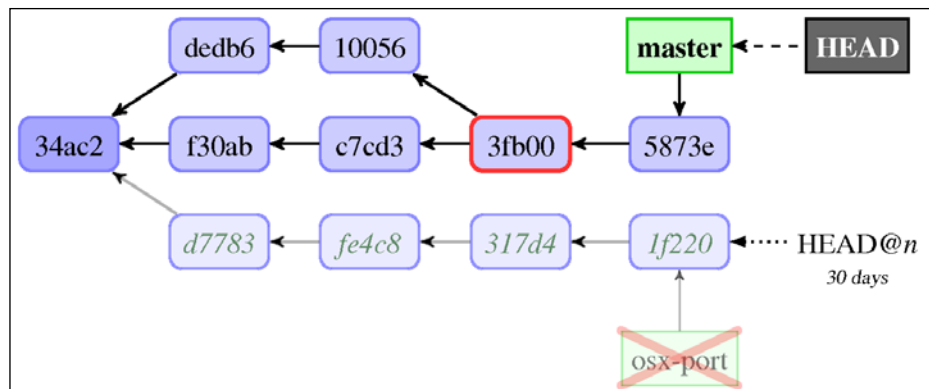 dedb6 10056 master HEAD
34ac2 f30ab c7cd3 3fb00 5873e
d7783 fe4c8 317d4 1f220 HEAD@n
30 days
osx-port